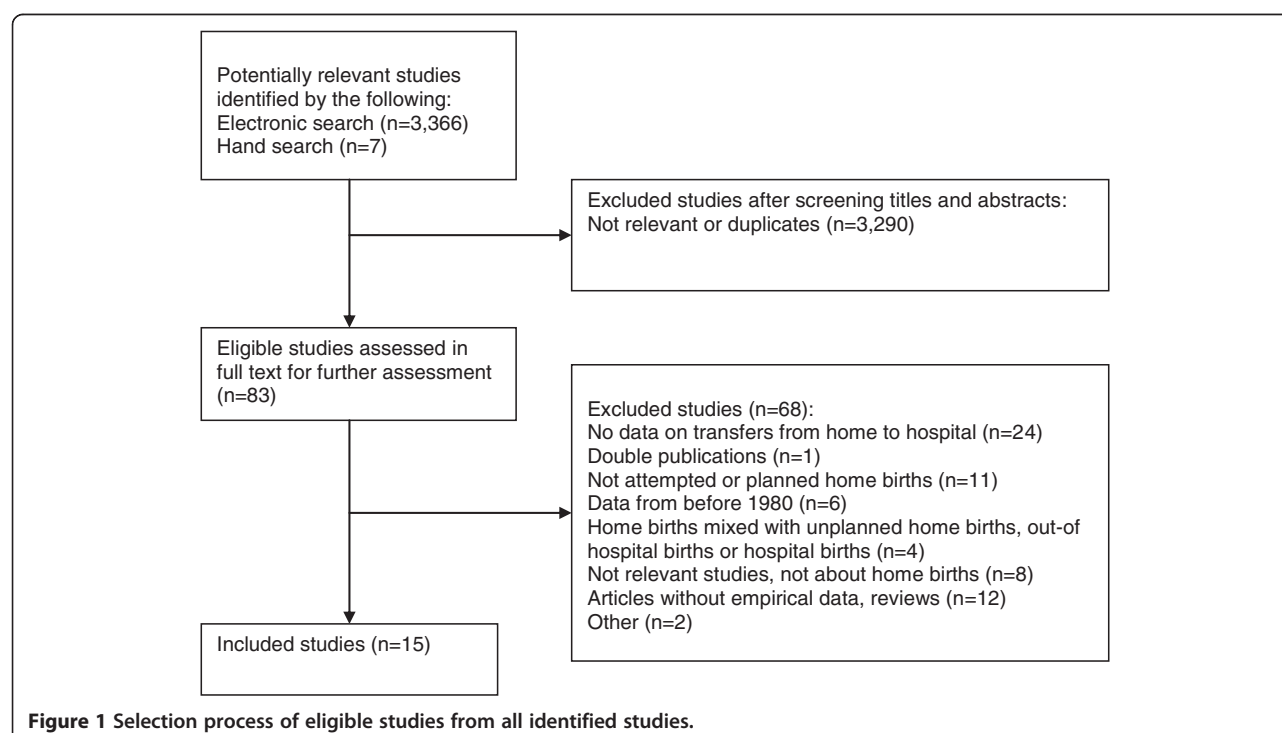 Potentially relevant studies
identified by the following:
Electronic search (n=3,366)
Hand search (n=7)
Excluded studies after screening titles and abstracts:
Not relevant or duplicates (n=3,290)
Eligible studies assessed in
full text for further assessment
(n=83)
Excluded studies (n=68):
No data on transfers from home to hospital (n=24)
Double publications (n=1)
Not attempted or planned home births (n=11)
Data from before 1980 (n=6)
Home births mixed with unplanned home births, out-of
hospital births or hospital births (n=4)
Not relevant studies, not about home births (n=8)
Articles without empirical data, reviews (n=12)
Other (n=2)
Included studies (n=15)
Figure 1 Selection process of eligible studies from all identified studies.